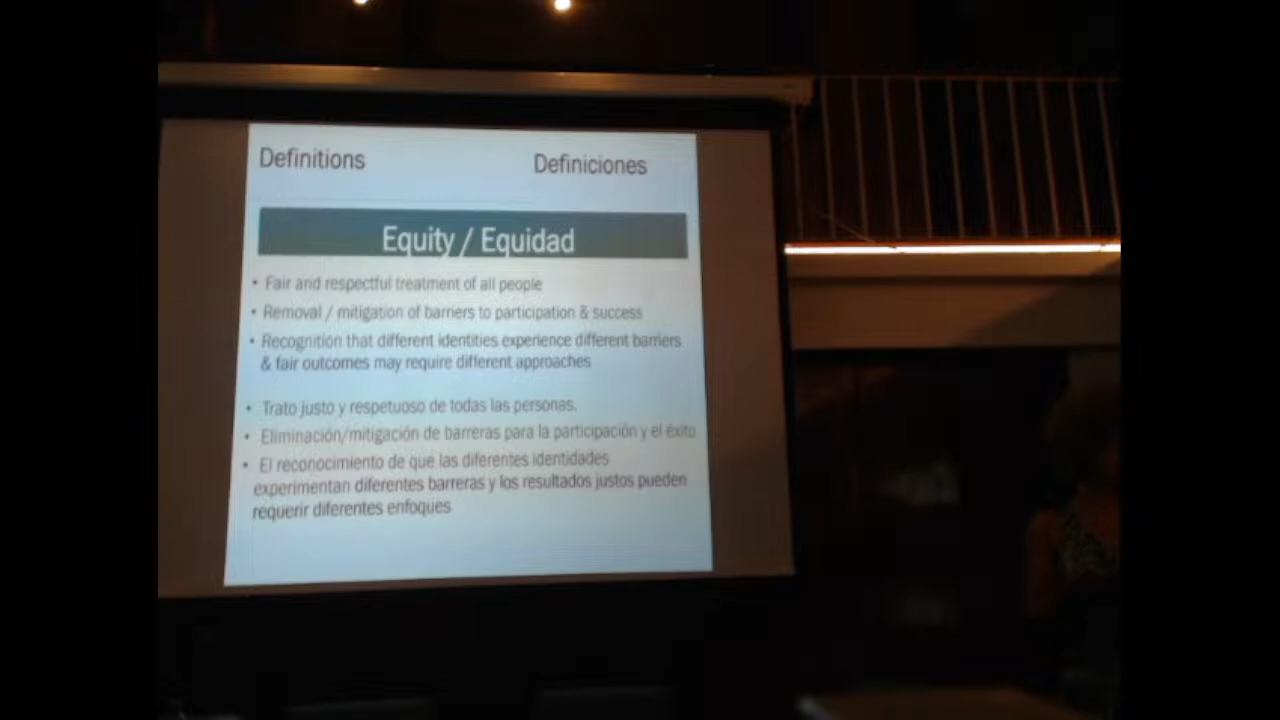 Definitions
Definiciones
Equity / Equidad
• Fair and respectful treatment of all people
• Removal / mitigation of barriers to participation & success
• Recognition that different identities experience different barriers
& fair outcomes may require different approaches
• Trato justo y respetuoso de todas las personas.
• Eliminación/mitigación de barreras para la participación y el éxito
• El reconocimiento de que las diferentes identidades
experimentan diferentes barreras y los resultados justos pueden
requerir diferentes enfoques